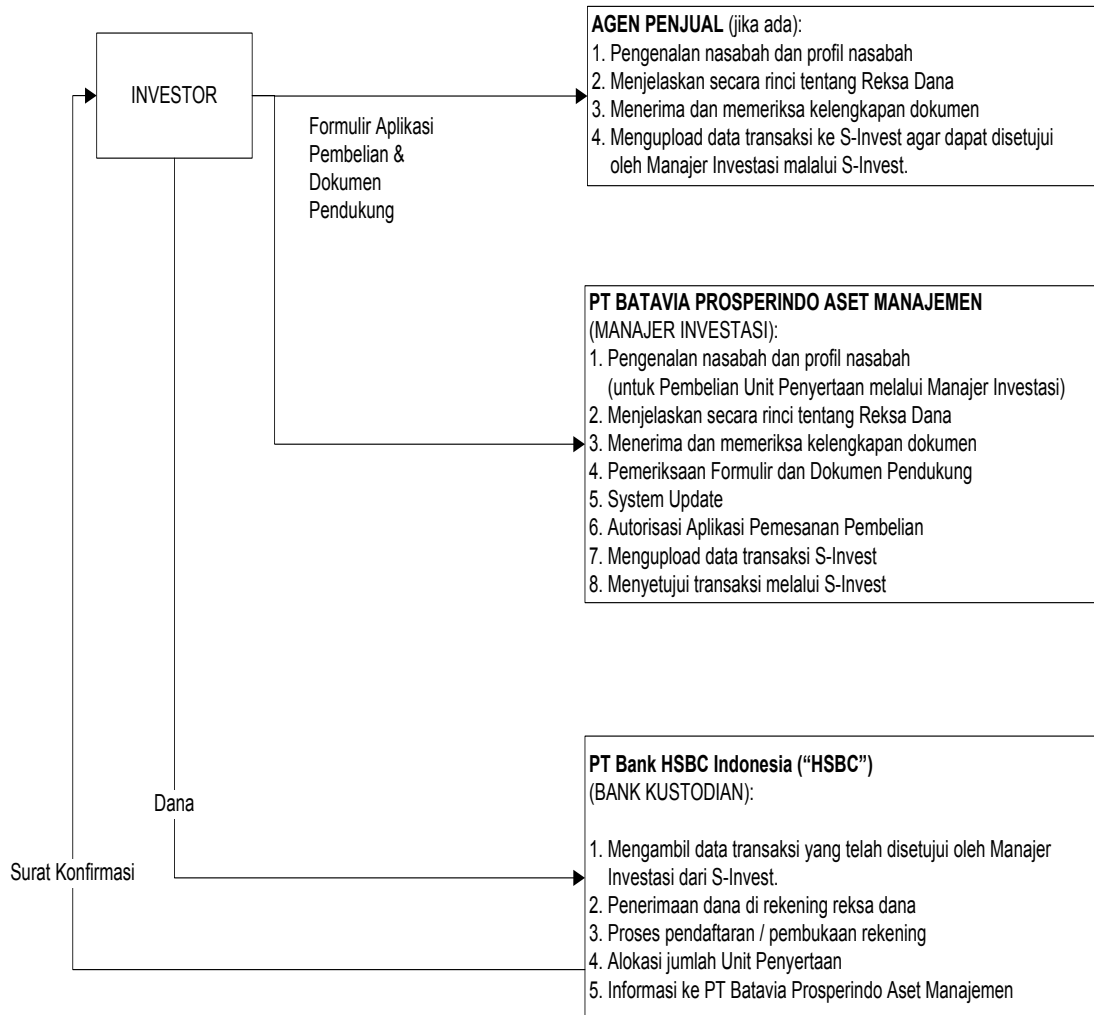 AGEN PENJUAL (jika ada):
1. Pengenalan nasabah dan profil nasabah
2. Menjelaskan secara rinci tentang Reksa Dana
3. Menerima dan memeriksa kelengkapan dokumen
4. Mengupload data transaksi ke S-Invest agar dapat disetujui
oleh Manajer Investasi malalui S-Invest.
INVESTOR
Formulir Aplikasi
Pembelian &
Dokumen
Pendukung
PT BATAVIA PROSPERINDO ASET MANAJEMEN
(MANAJER INVESTASI):
1. Pengenalan nasabah dan profil nasabah
(untuk Pembelian Unit Penyertaan melalui Manajer Investasi)
2. Menjelaskan secara rinci tentang Reksa Dana
3. Menerima dan memeriksa kelengkapan dokumen
4. Pemeriksaan Formulir dan Dokumen Pendukung
5. System Update
6. Autorisasi Aplikasi Pemesanan Pembelian
7. Mengupload data transaksi S-Invest
8. Menyetujui transaksi melalui S-Invest
Dana
Surat Konfirmasi
PT Bank HSBC Indonesia (“HSBC”)
(BANK KUSTODIAN):
1. Mengambil data transaksi yang telah disetujui oleh Manajer
Investasi dari S-Invest.
2. Penerimaan dana di rekening reksa dana
3. Proses pendaftaran / pembukaan rekening
4. Alokasi jumlah Unit Penyertaan
5. Informasi ke PT Batavia Prosperindo Aset Manajemen